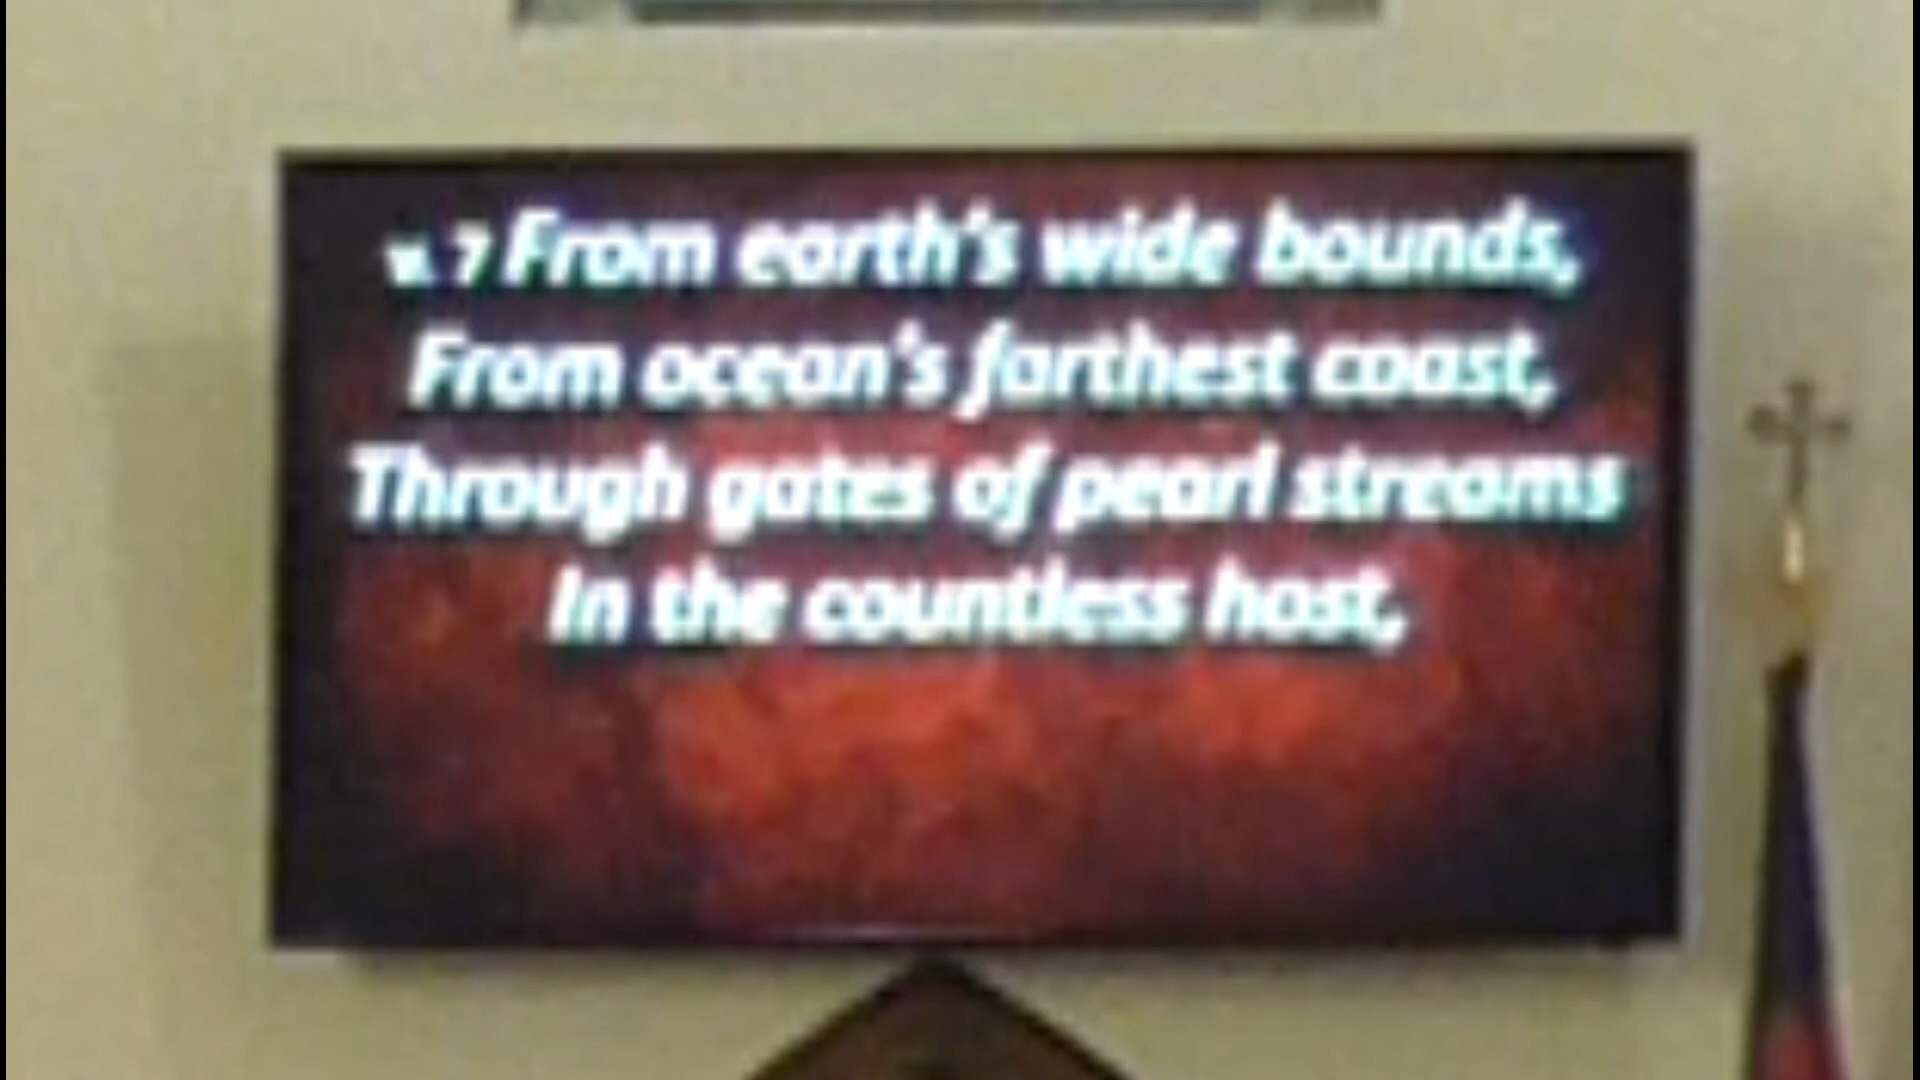 v. 7 From earth's wide bounds,
From ocean's farthest coast,
Through gates of pearl streams
In the countless host,